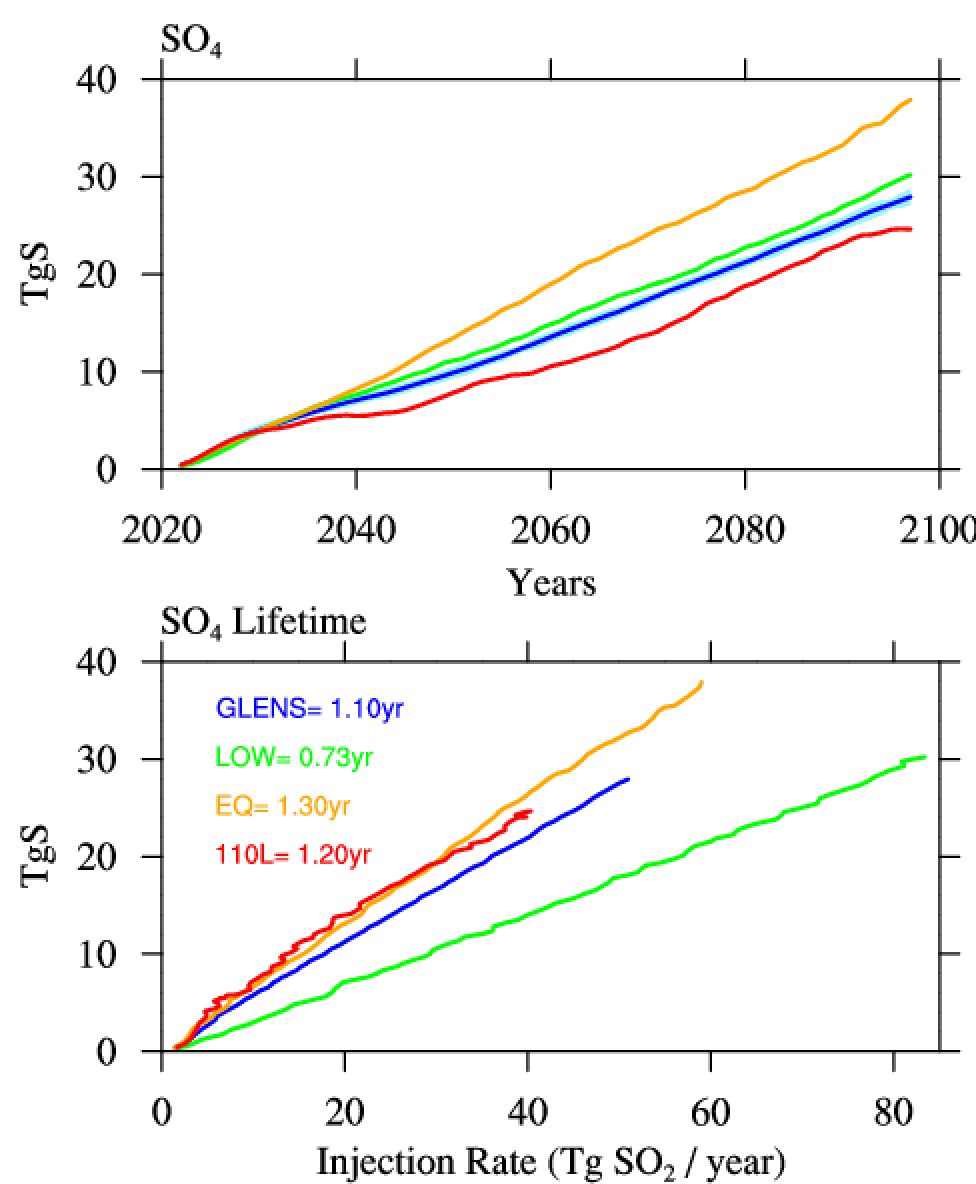 SO₄
40
30
20
10
0
TgS
2020 2040 2060 2080 2100
Years
SO₄ Lifetime
40
30
20
10
0
TgS
GLENS= 1.10yr
LOW= 0.73yr
EQ= 1.30yr
110L= 1.20yr
0 20 40 60 80
Injection Rate (Tg SO₂ / year)